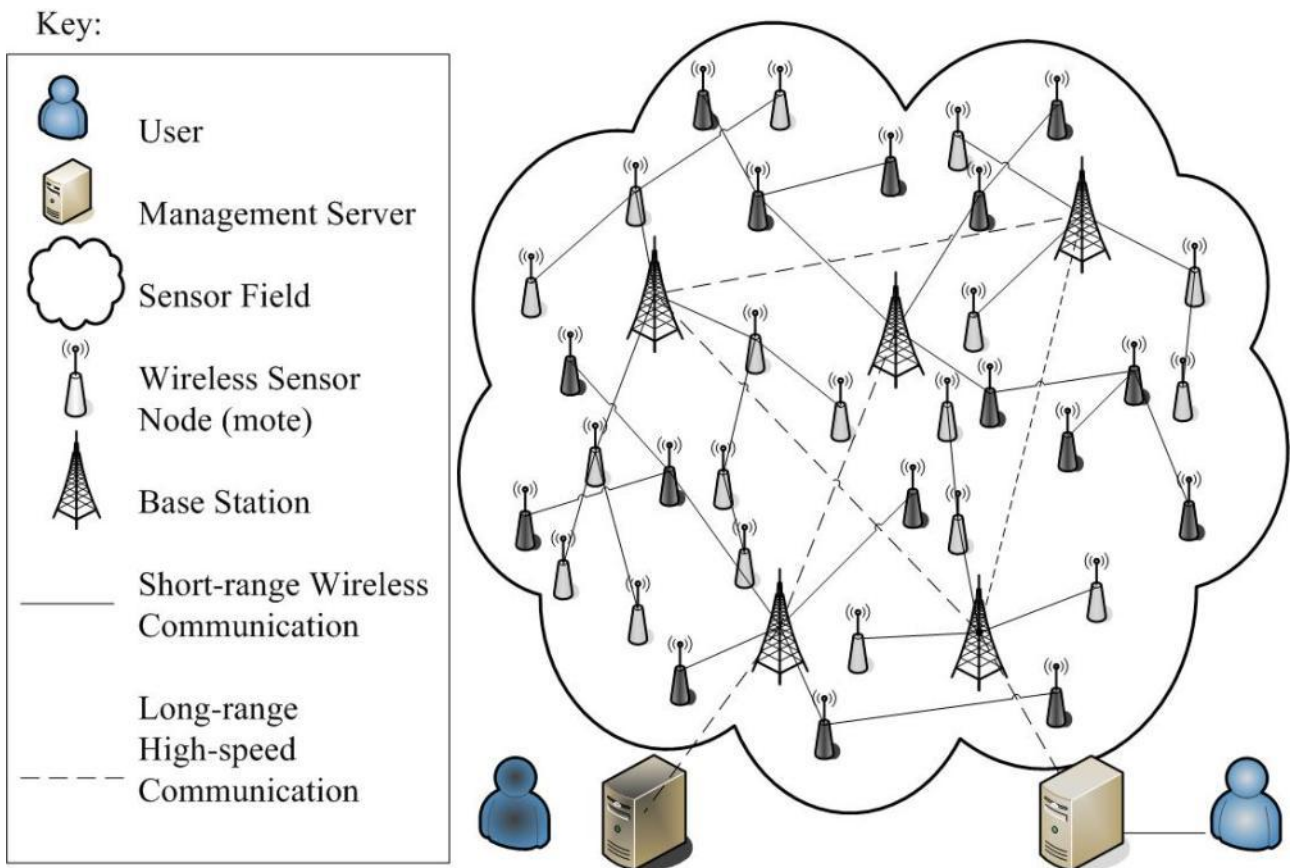 Key:
User
Management Server
Sensor Field
Wireless Sensor
Node (mote)
Base Station
Short-range Wireless
Communication
Long-range
High-speed
Communication